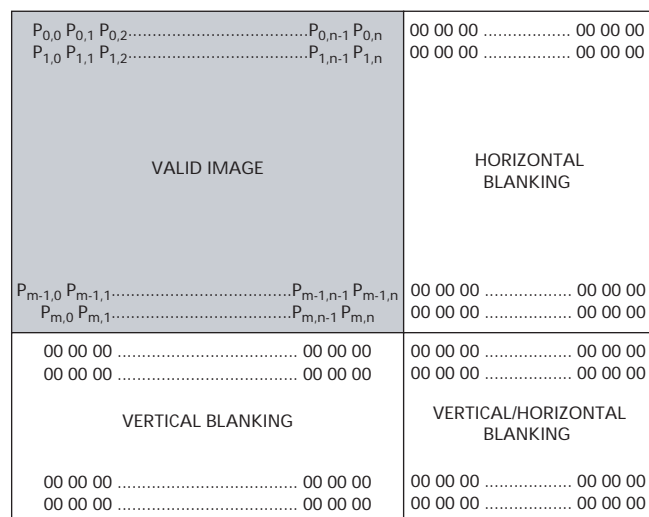 P0,0 P0,1 P0,2......................................P0,n-1 P0,n 00 00 00 .................. 00 00 00
P1,0 P1,1 P1,2......................................P1,n-1 P1,n 00 00 00 .................. 00 00 00
VALID IMAGE
HORIZONTAL
BLANKING
Pm-1,0 Pm-1,1......................................Pm-1,n-1 Pm-1,n 00 00 00 .................. 00 00 00
Pm,0 Pm,1......................................Pm,n-1 Pm,n 00 00 00 .................. 00 00 00
00 00 00 ...................................... 00 00 00 00 00 00 .................. 00 00 00
00 00 00 ...................................... 00 00 00 00 00 00 .................. 00 00 00
VERTICAL BLANKING
VERTICAL/HORIZONTAL
BLANKING
00 00 00 ...................................... 00 00 00 00 00 00 .................. 00 00 00
00 00 00 ...................................... 00 00 00 00 00 00 .................. 00 00 00